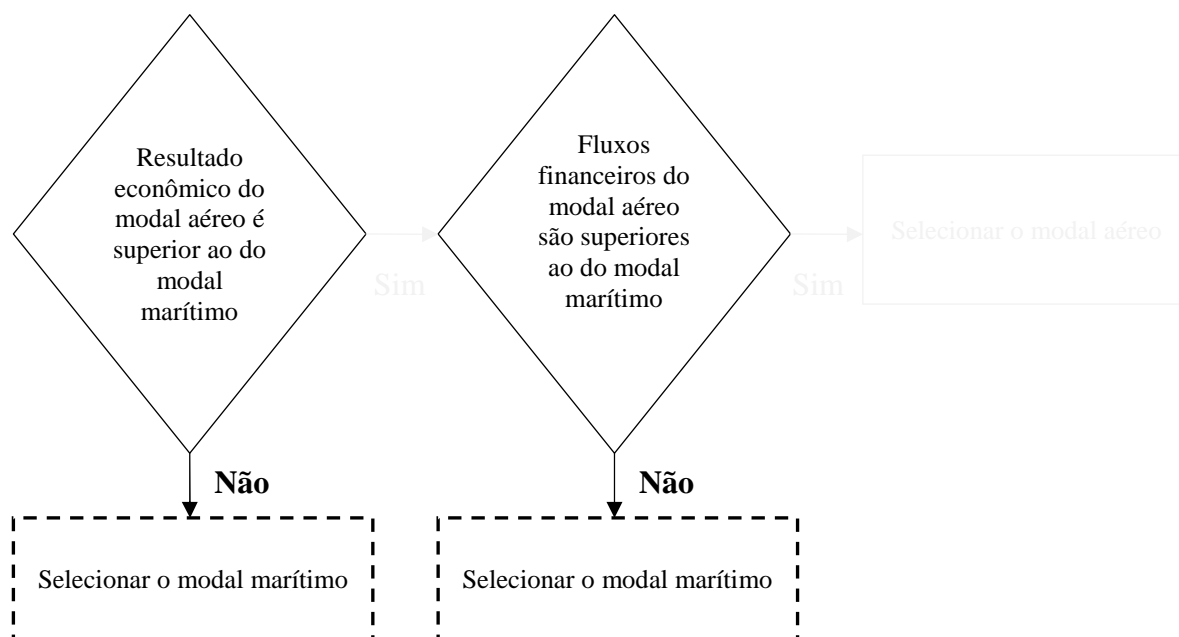 Resultado
econômico do
modal aéreo é
superior ao do
modal
marítimo
Sim
Fluxos
financeiros do
modal aéreo
são superiores
ao do modal
marítimo
Sim
Selecionar o modal aéreo
Não
Não
Selecionar o modal marítimo
Selecionar o modal marítimo